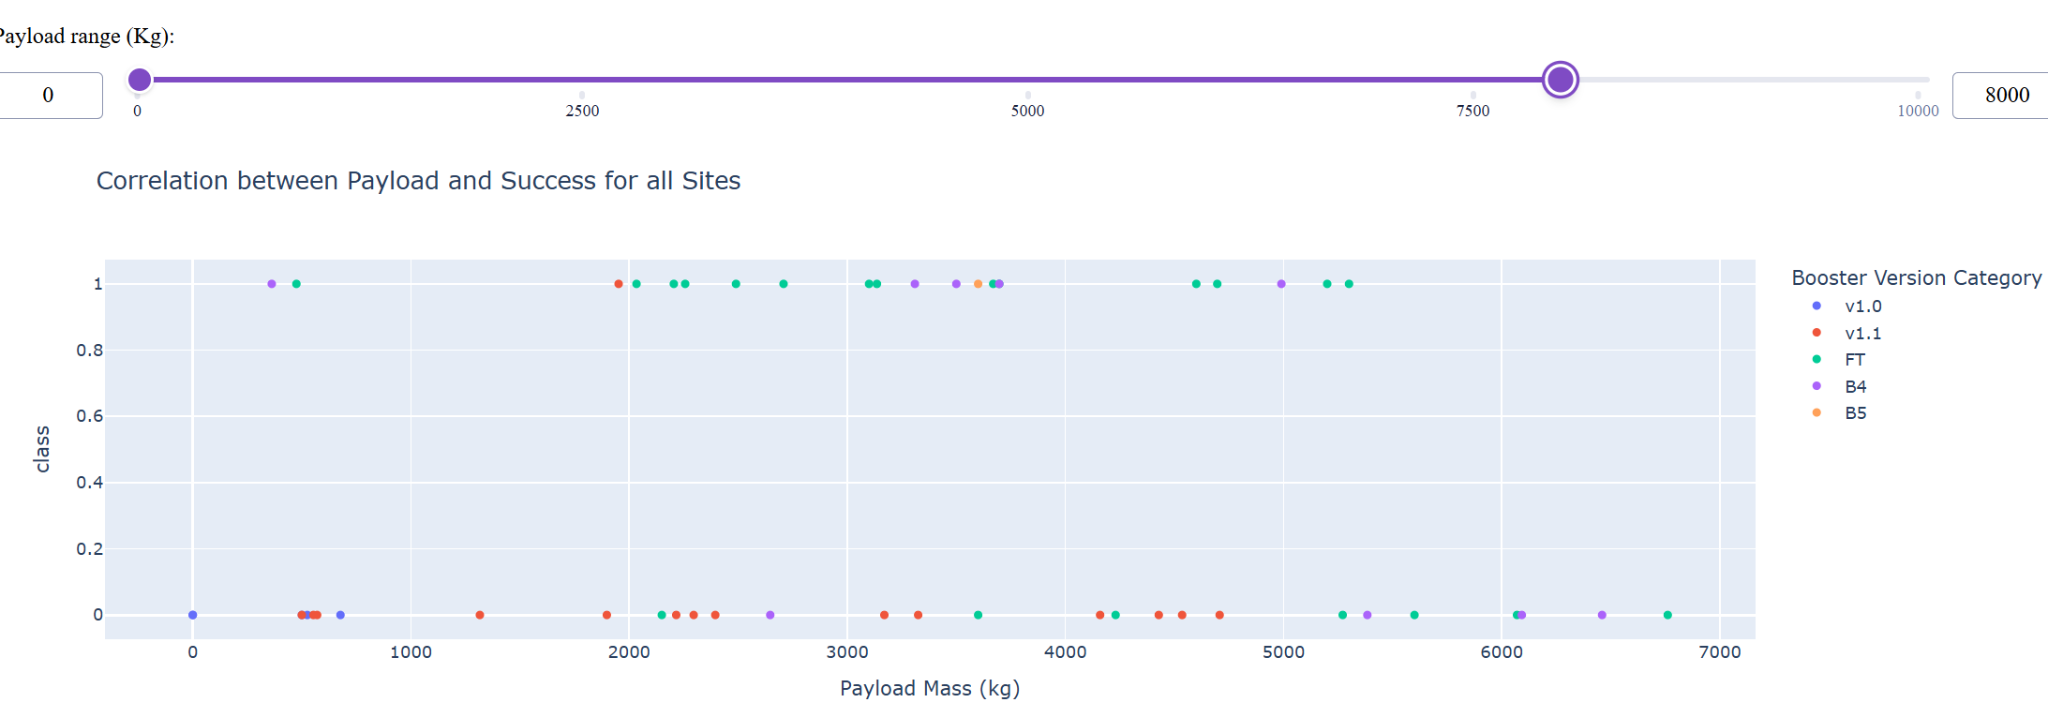 Payload range (Kg):
0
0 2500 5000 7500 10000
8000
Correlation between Payload and Success for all Sites
1
0.8
0.6
0.4
0.2
0
class
0 1000 2000 3000 4000 5000 6000 7000
Payload Mass (kg)
Booster Version Category
v1.0
v1.1
FT
B4
B5